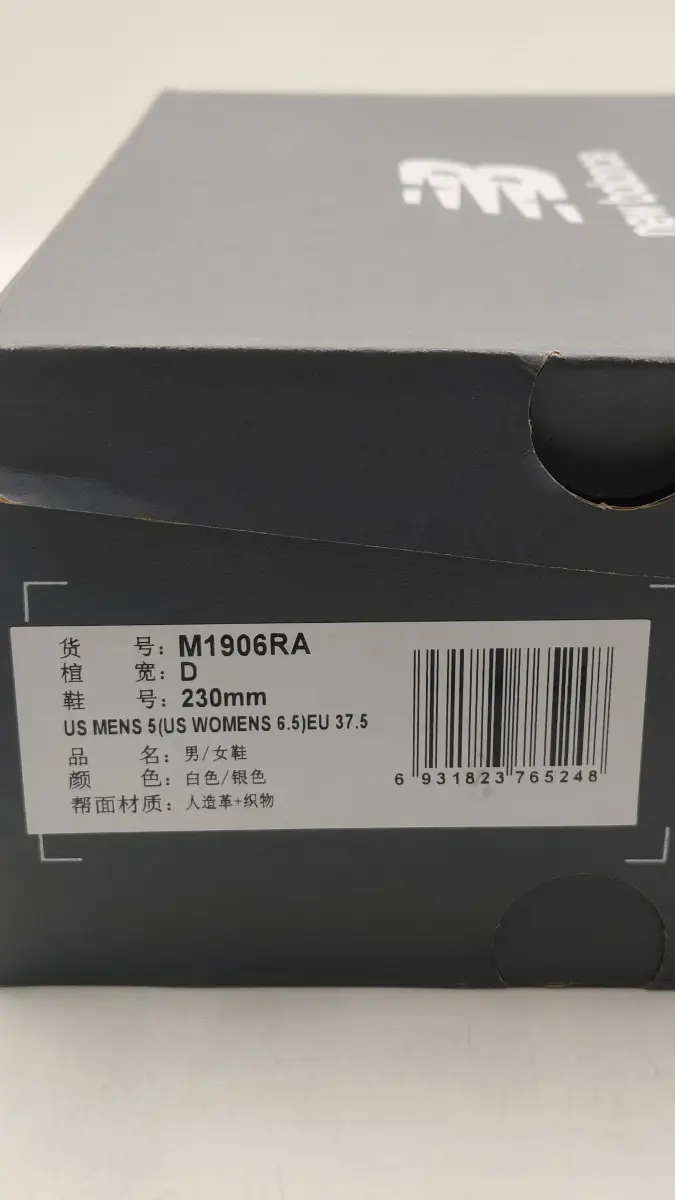 new balance
货 号：M1906RA
楦 宽：D
鞋 号：230mm
US MENS 5(US WOMENS 6.5)EU 37.5
品 名：男/女鞋
颜 色：白色/银色
帮面材质：人造革+织物
6 931823 765248